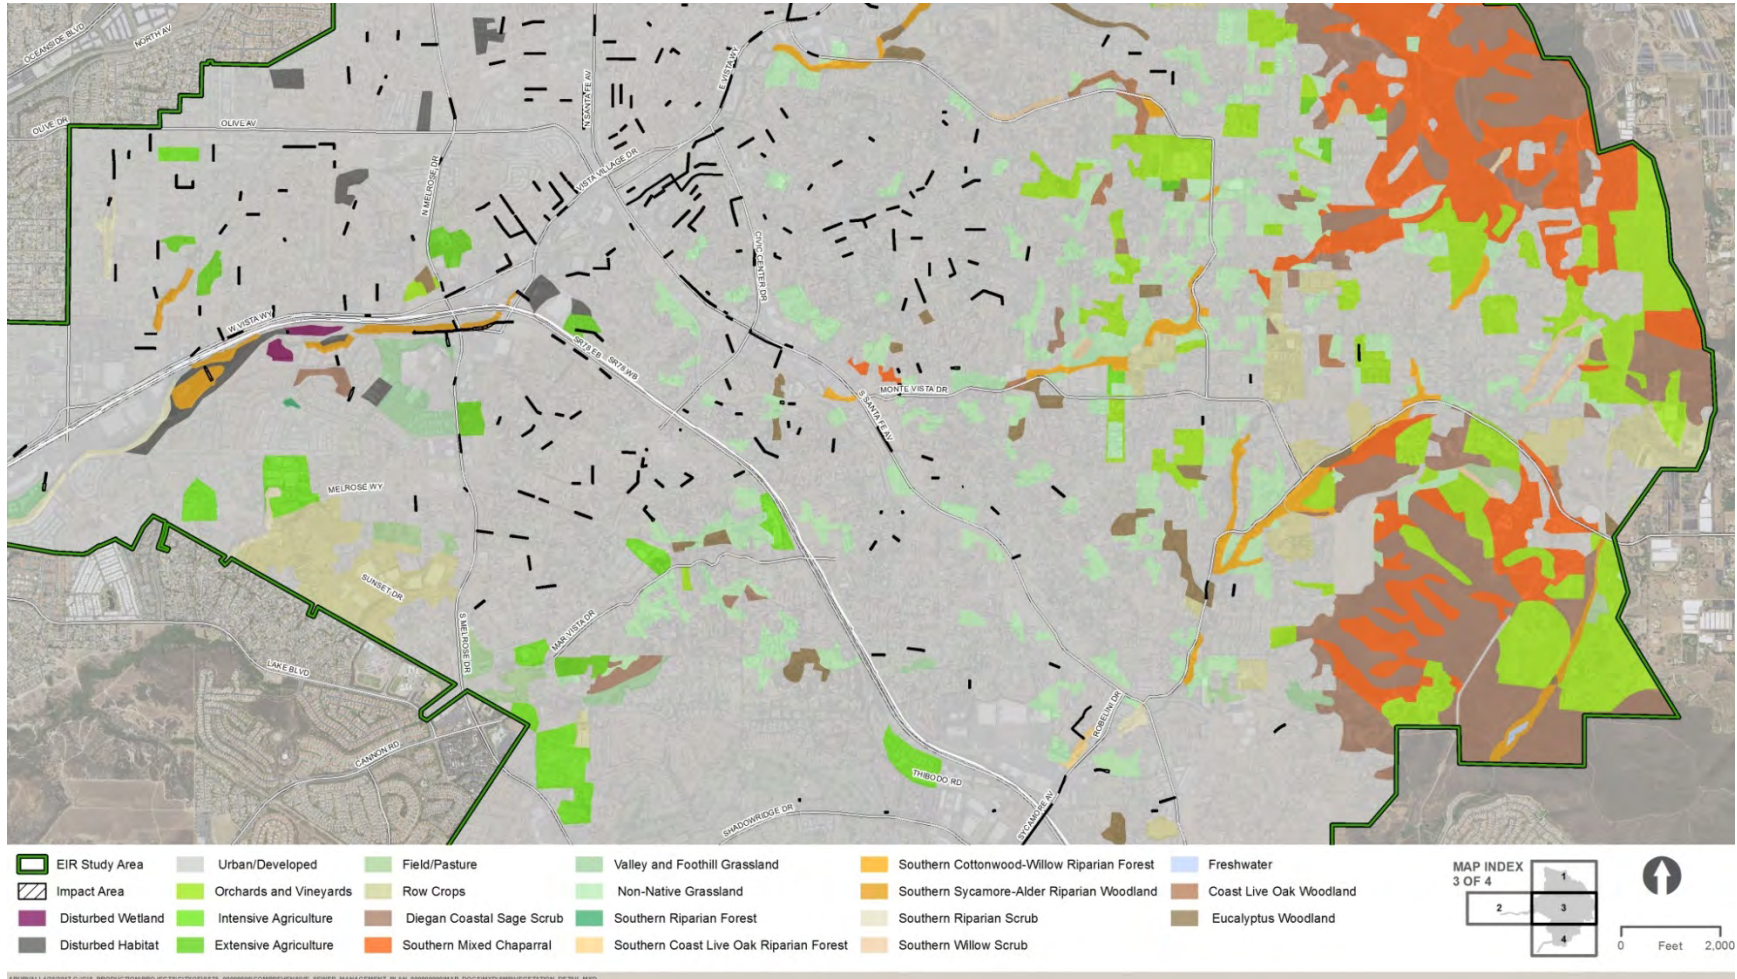 OCEANSIDE BLVD
NORTH AV
OLIVE DR
OLIVE AV
N MELROSE DR
N SANTA FE AV
E VISTA WY
VISTA VILLAGE DR
CIVIC CENTER DR
W VISTA WY
SR78 EB
SR78 WB
MONTE VISTA DR
S SANTA FE AV
MELROSE WY
SUNSET DR
S MELROSE DR
MAR VISTA DR
LAKE BLVD
CANNON RD
ROBELINI DR
THIBODO RD
SYCAMORE AV
SHADOWRIDGE DR
EIR Study Area
Impact Area
Disturbed Wetland
Disturbed Habitat
Urban/Developed
Orchards and Vineyards
Intensive Agriculture
Extensive Agriculture
Field/Pasture
Row Crops
Diegan Coastal Sage Scrub
Southern Mixed Chaparral
Valley and Foothill Grassland
Non-Native Grassland
Southern Riparian Forest
Southern Coast Live Oak Riparian Forest
Southern Cottonwood-Willow Riparian Forest
Southern Sycamore-Alder Riparian Woodland
Southern Riparian Scrub
Southern Willow Scrub
Freshwater
Coast Live Oak Woodland
Eucalyptus Woodland
MAP INDEX
3 OF 4
1
2
3
4
0 Feet 2,000